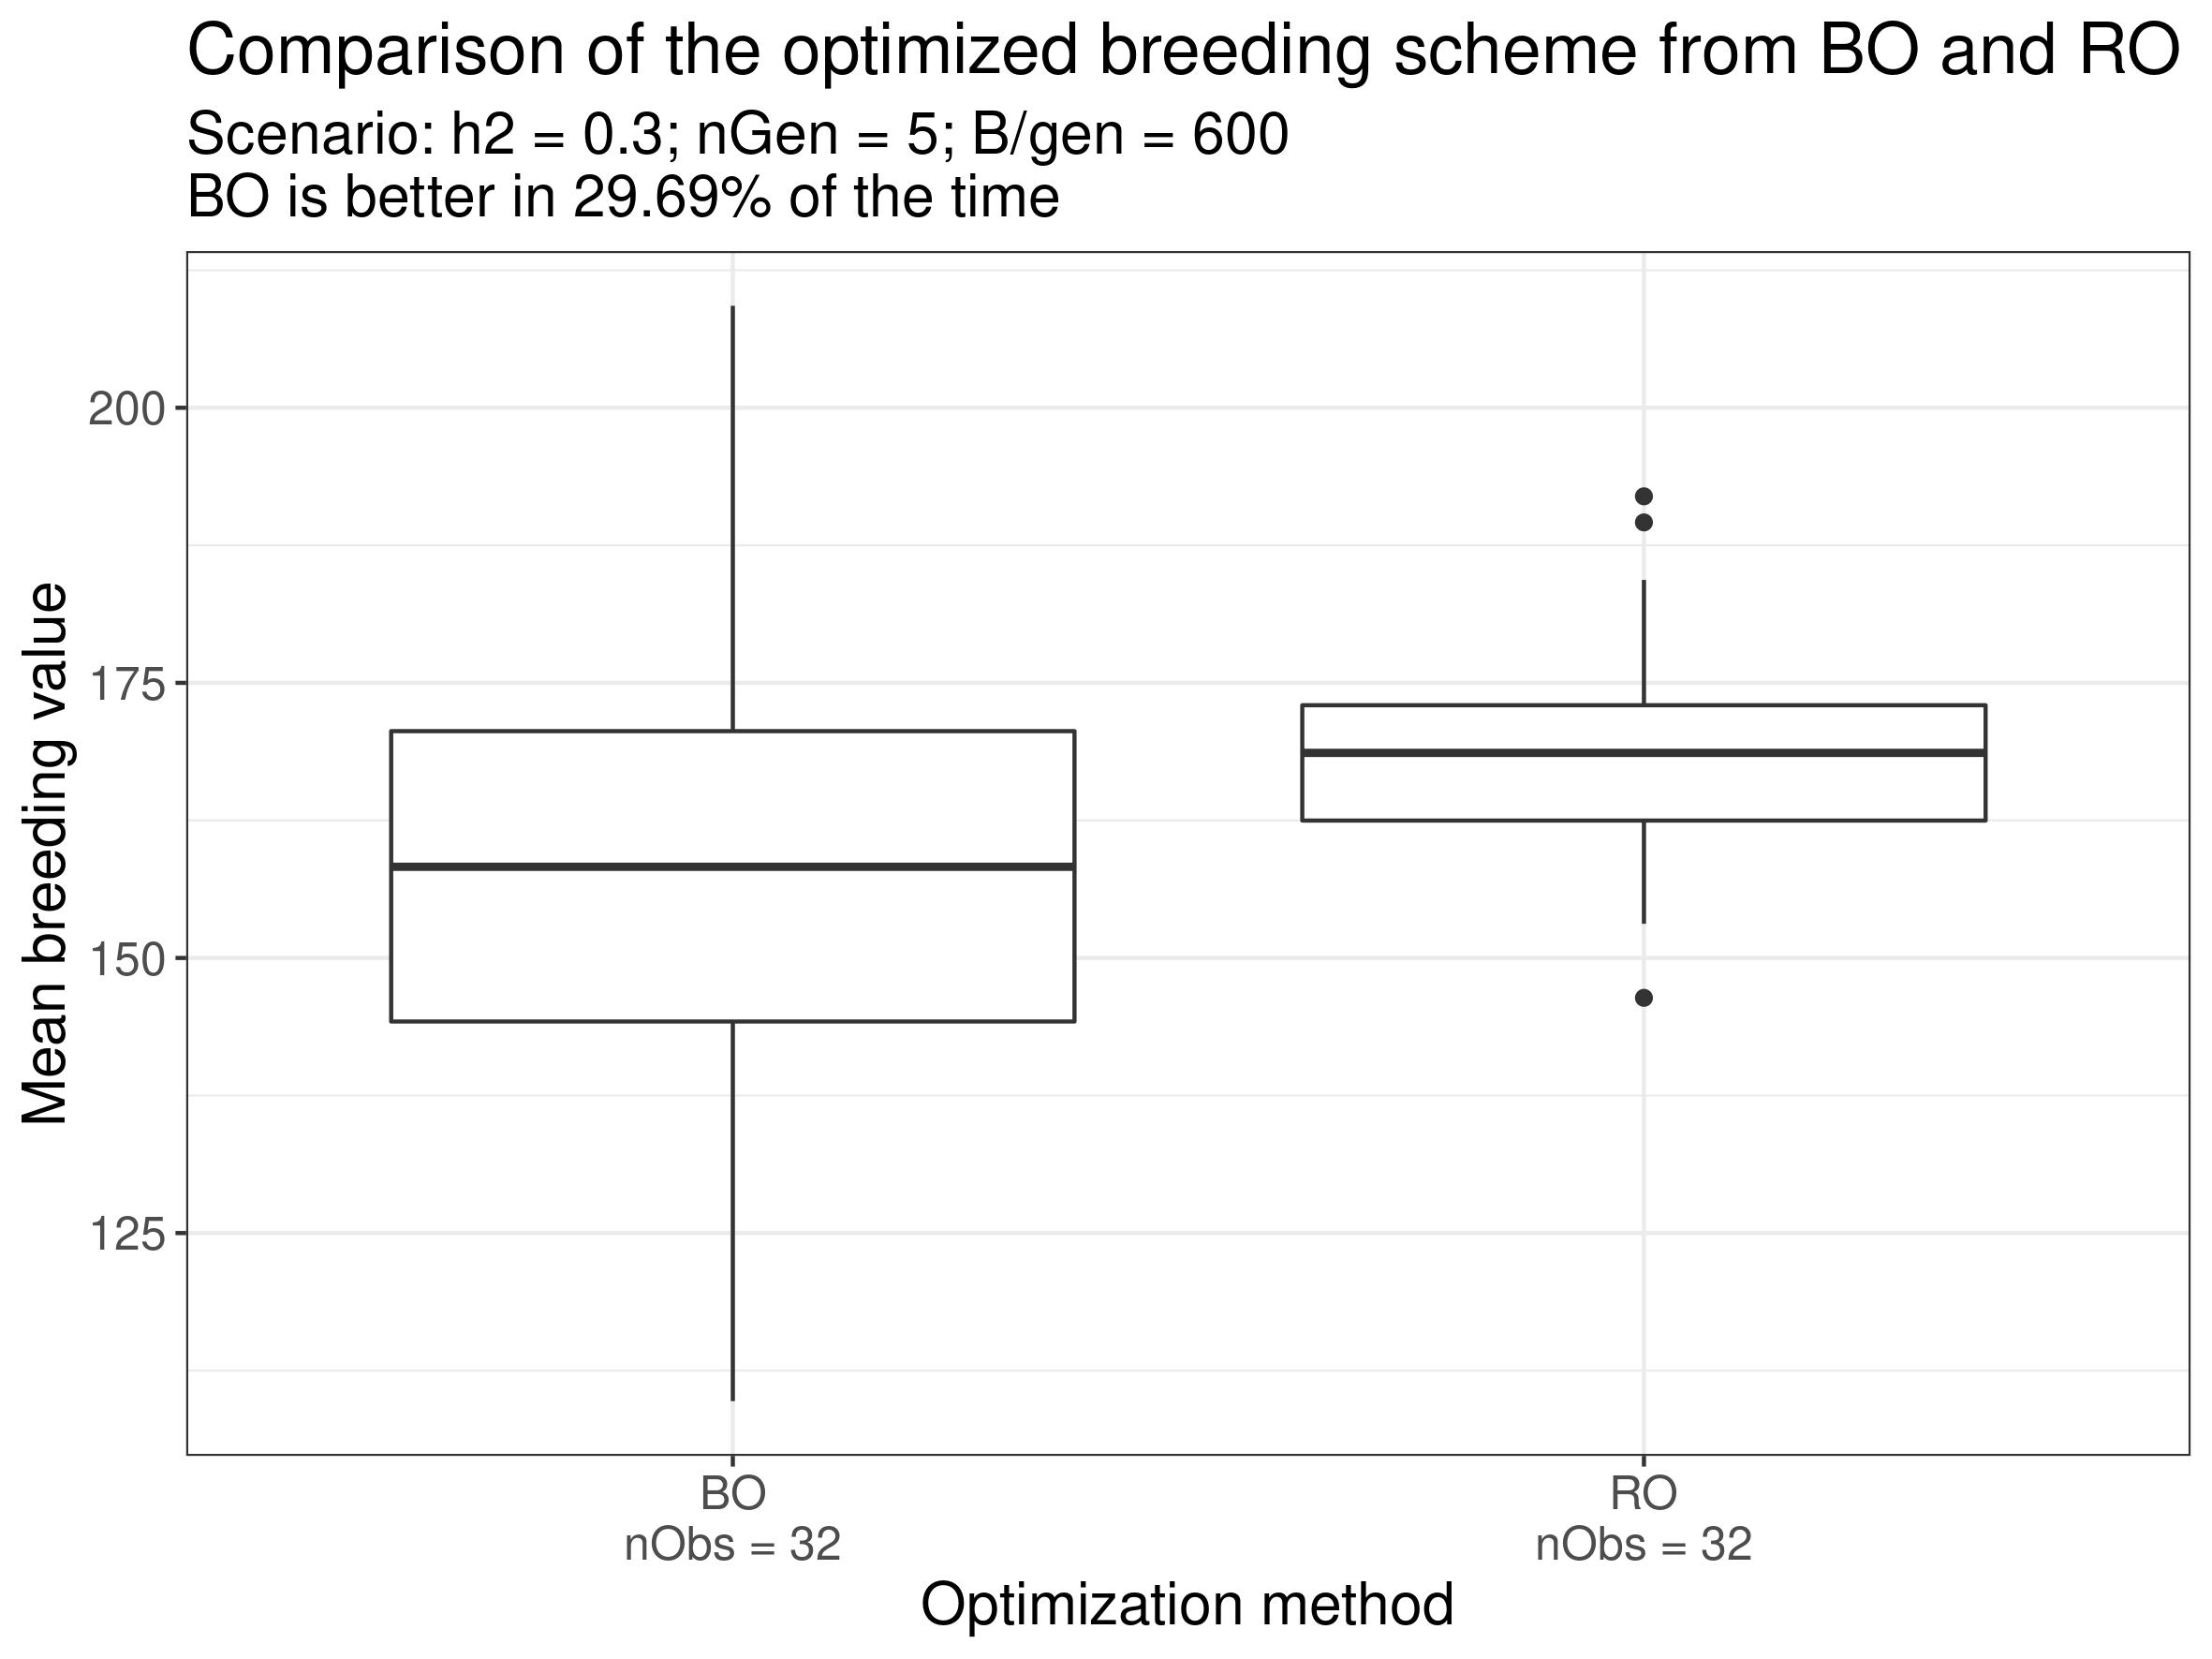 Comparison of the optimized breeding scheme from BO and RO
Scenario: h2 = 0.3; nGen = 5; B/gen = 600
BO is better in 29.69% of the time
Mean breeding value
200
175
150
125
BO
nObs = 32
RO
nObs = 32
Optimization method